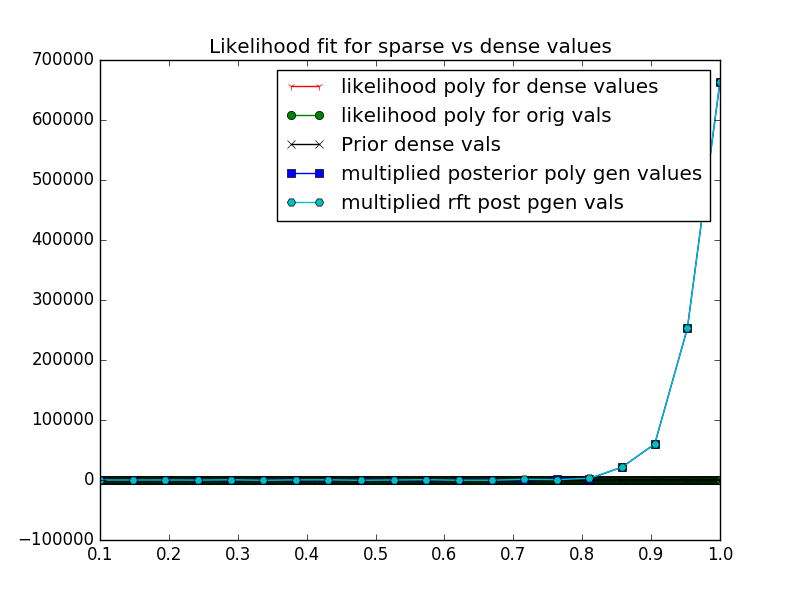 Likelihood fit for sparse vs dense values
700000
600000
500000
400000
300000
200000
100000
0
−100000
likelihood poly for dense values
likelihood poly for orig vals
Prior dense vals
multiplied posterior poly gen values
multiplied rft post pgen vals
0.1 0.2 0.3 0.4 0.5 0.6 0.7 0.8 0.9 1.0